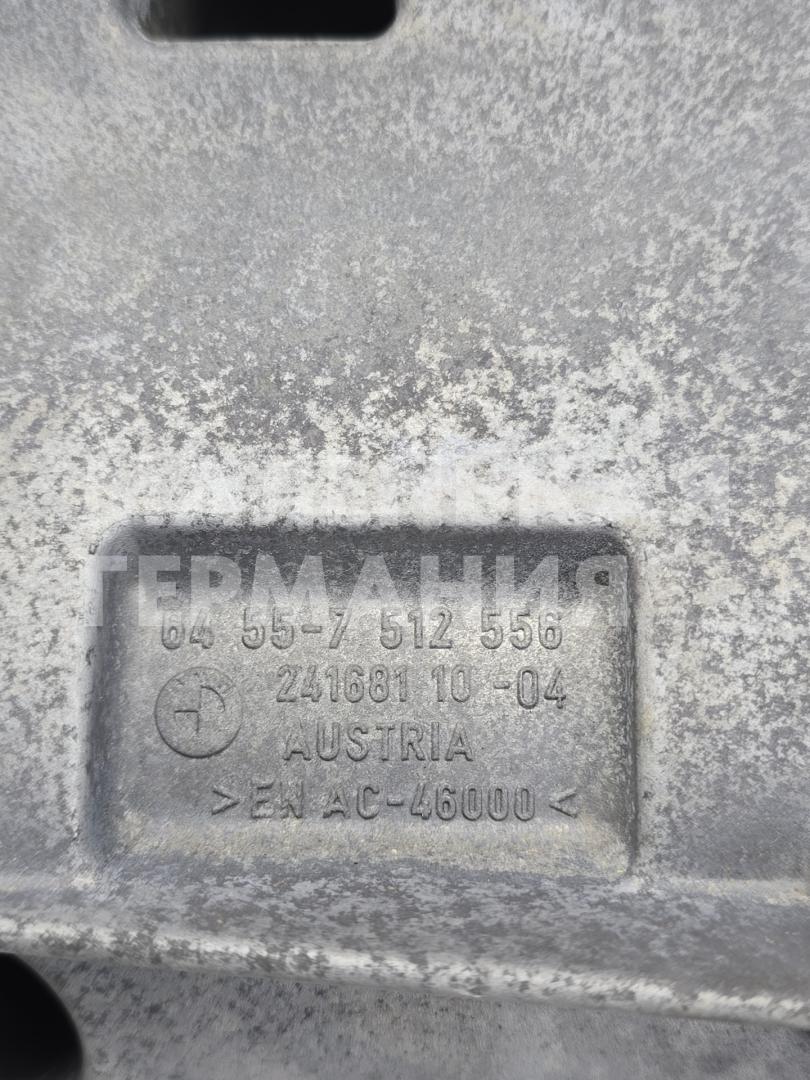 ГЕРМАНИЯ
64 55-7 512 556
241681 10 -04
AUSTRIA
>EN AC-46000<